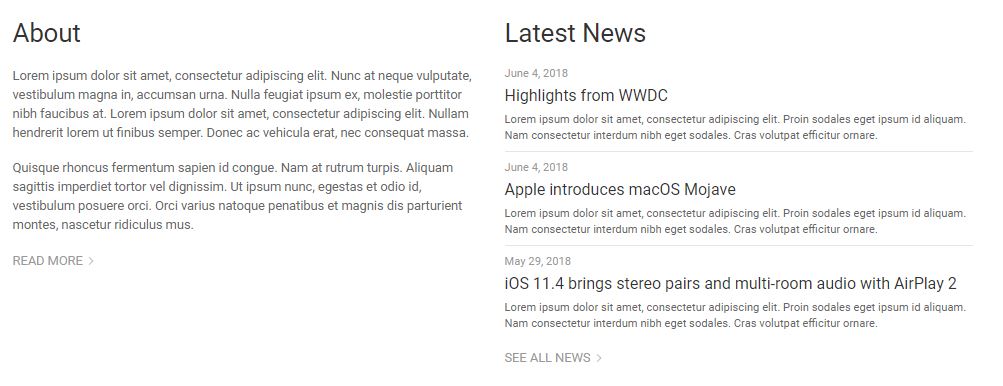 About
Lorem ipsum dolor sit amet, consectetur adipiscing elit. Nunc at neque vulputate,
vestibulum magna in, accumsan urna. Nulla feugiat ipsum ex, molestie porttitor
nibh faucibus at. Lorem ipsum dolor sit amet, consectetur adipiscing elit. Nullam
hendrerit lorem ut finibus semper. Donec ac vehicula erat, nec consequat massa.
Quisque rhoncus fermentum sapien id congue. Nam at rutrum turpis. Aliquam
sagittis imperdiet tortor vel dignissim. Ut ipsum nunc, egestas et odio id,
vestibulum posuere orci. Orci varius natoque penatibus et magnis dis parturient
montes, nascetur ridiculus mus.
READ MORE
Latest News
June 4, 2018
Highlights from WWDC
Lorem ipsum dolor sit amet, consectetur adipiscing elit. Proin sodales eget ipsum id aliquam.
Nam consectetur interdum nibh eget sodales. Cras volutpat efficitur ornare.
June 4, 2018
Apple introduces macOS Mojave
Lorem ipsum dolor sit amet, consectetur adipiscing elit. Proin sodales eget ipsum id aliquam.
Nam consectetur interdum nibh eget sodales. Cras volutpat efficitur ornare.
May 29, 2018
iOS 11.4 brings stereo pairs and multi-room audio with AirPlay 2
Lorem ipsum dolor sit amet, consectetur adipiscing elit. Proin sodales eget ipsum id aliquam.
Nam consectetur interdum nibh eget sodales. Cras volutpat efficitur ornare.
SEE ALL NEWS